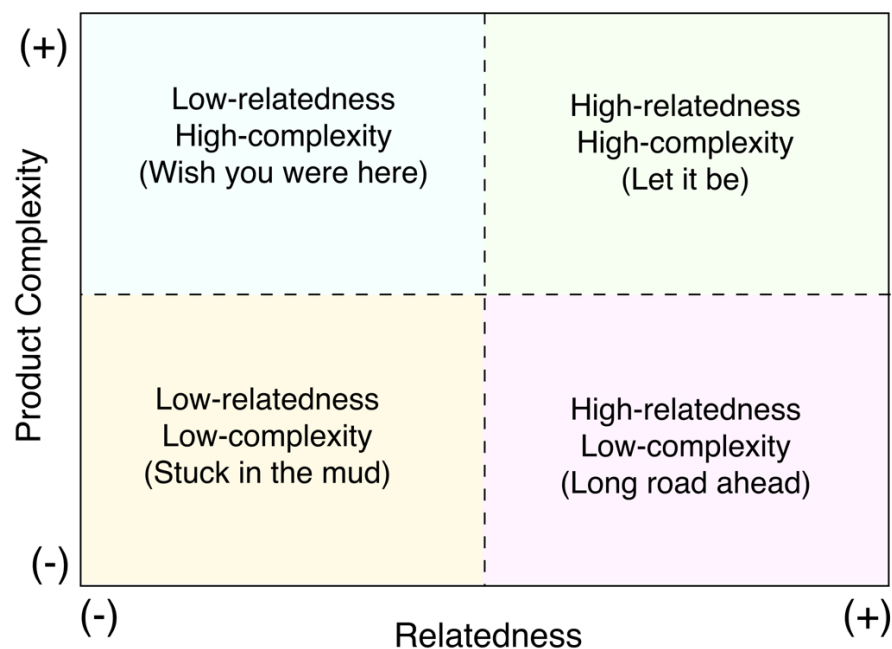 (+)
Product Complexity
(-)
Low-relatedness
High-complexity
(Wish you were here)
High-relatedness
High-complexity
(Let it be)
Low-relatedness
Low-complexity
(Stuck in the mud)
High-relatedness
Low-complexity
(Long road ahead)
(-)
Relatedness
(+)